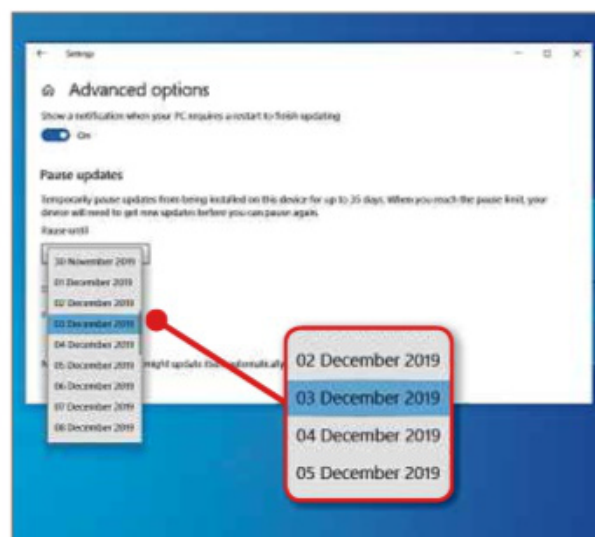 Settings
Advanced options
Show a notification when your PC requires a restart to finish updating
On
Pause updates
Temporarily pause updates from being installed on this device for up to 35 days. When you reach the pause limit, your
device will need to get new updates before you can pause again.
Pause until
30 November 2019
01 December 2019
02 December 2019
03 December 2019
04 December 2019
05 December 2019
06 December 2019
07 December 2019
08 December 2019
might update itself automatically
02 December 2019
03 December 2019
04 December 2019
05 December 2019